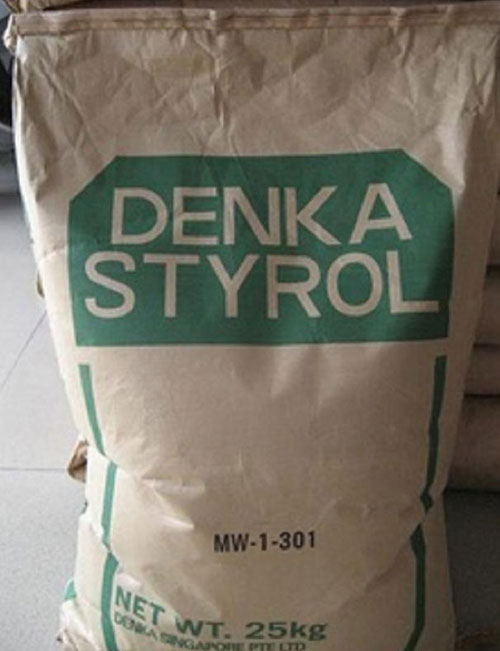 DENKA
STYROL
MW-1-301
NET WT. 25kg
DENKA SINGAPORE PTE LTD